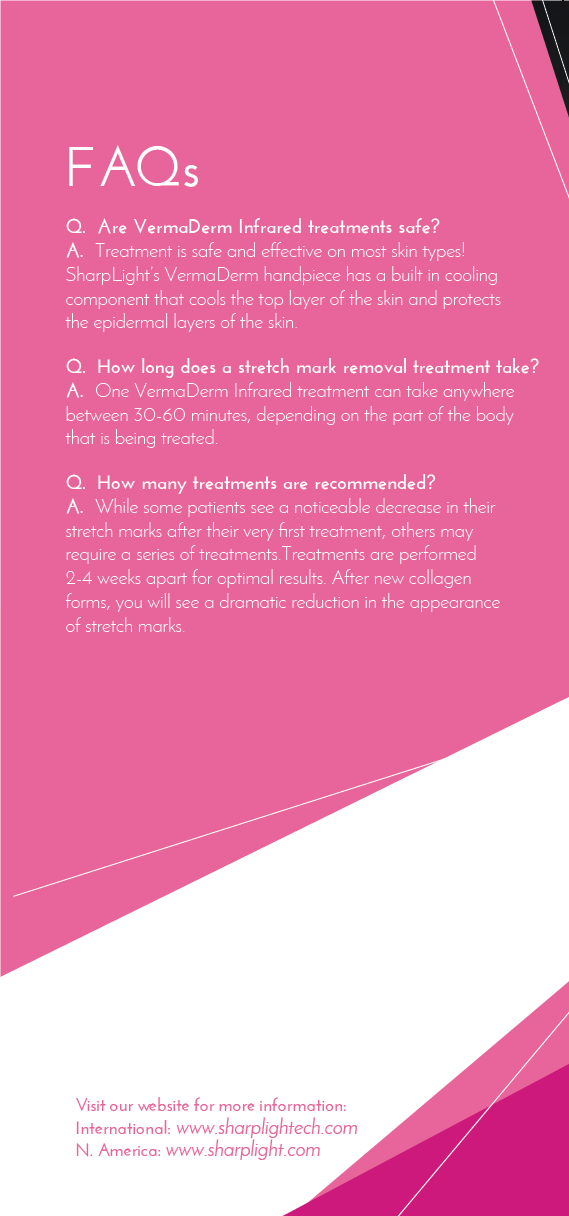 FAQs
Q. Are VermaDerm Infrared treatments safe?
A. Treatment is safe and effective on most skin types!
SharpLight's VermaDerm handpiece has a built in cooling
component that cools the top layer of the skin and protects
the epidermal layers of the skin.
Q. How long does a stretch mark removal treatment take?
A. One VermaDerm Infrared treatment can take anywhere
between 30-60 minutes, depending on the part of the body
that is being treated.
Q. How many treatments are recommended?
A. While some patients see a noticeable decrease in their
stretch marks after their very first treatment, others may
require a series of treatments.Treatments are performed
2-4 weeks apart for optimal results. After new collagen
forms, you will see a dramatic reduction in the appearance
of stretch marks.
Visit our website for more information:
International: www.sharplightech.com
N. America: www.sharplight.com